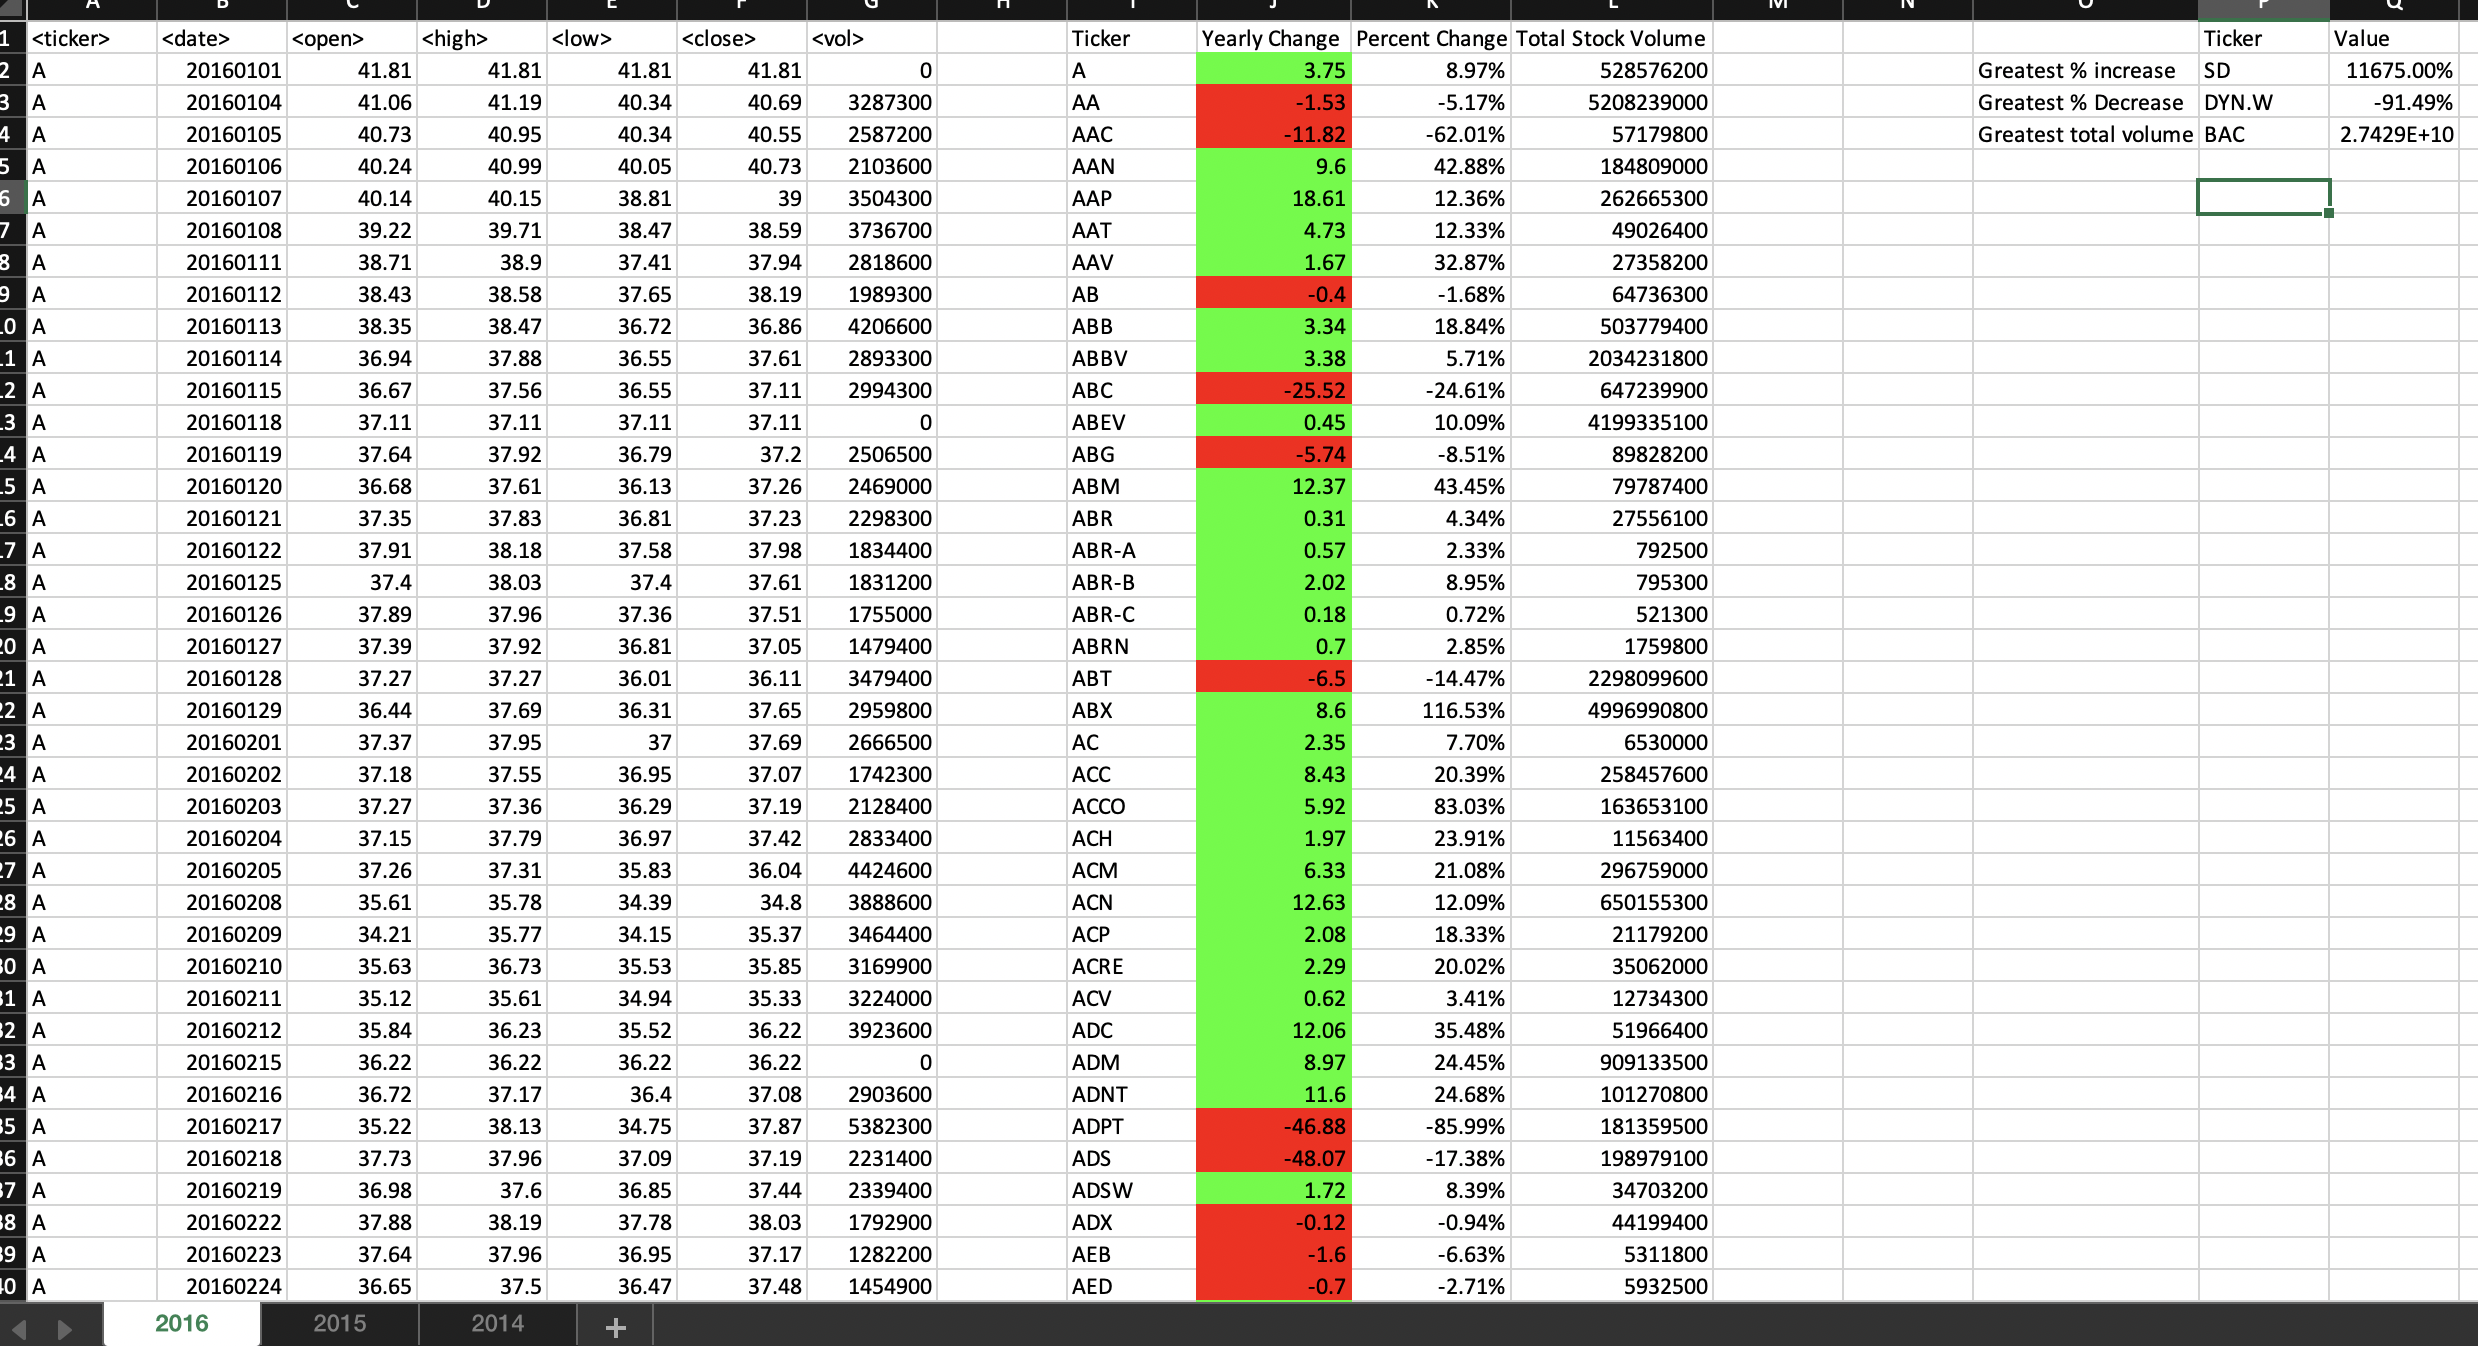 A B C D E F G H I J K L M N O P Q
1 <ticker> <date> <open> <high> <low> <close> <vol> Ticker Yearly Change Percent Change Total Stock Volume Ticker Value
2 A 20160101 41.81 41.81 41.81 41.81 0 A 3.75 8.97% 528576200 Greatest % increase SD 11675.00%
3 A 20160104 41.06 41.19 40.34 40.69 3287300 AA -1.53 -5.17% 5208239000 Greatest % Decrease DYN.W -91.49%
4 A 20160105 40.73 40.95 40.34 40.55 2587200 AAC -11.82 -62.01% 57179800 Greatest total volume BAC 2.7429E+10
5 A 20160106 40.24 40.99 40.05 40.73 2103600 AAN 9.6 42.88% 184809000
6 A 20160107 40.14 40.15 38.81 39 3504300 AAP 18.61 12.36% 262665300
7 A 20160108 39.22 39.71 38.47 38.59 3736700 AAT 4.73 12.33% 49026400
8 A 20160111 38.71 38.9 37.41 37.94 2818600 AAV 1.67 32.87% 27358200
9 A 20160112 38.43 38.58 37.65 38.19 1989300 AB -0.4 -1.68% 64736300
10 A 20160113 38.35 38.47 36.72 36.86 4206600 ABB 3.34 18.84% 503779400
11 A 20160114 36.94 37.88 36.55 37.61 2893300 ABBV 3.38 5.71% 2034231800
12 A 20160115 36.67 37.56 36.55 37.11 2994300 ABC -25.52 -24.61% 647239900
13 A 20160118 37.11 37.11 37.11 37.11 0 ABEV 0.45 10.09% 4199335100
14 A 20160119 37.64 37.92 36.79 37.2 2506500 ABG -5.74 -8.51% 89828200
15 A 20160120 36.68 37.61 36.13 37.26 2469000 ABM 12.37 43.45% 79787400
16 A 20160121 37.35 37.83 36.81 37.23 2298300 ABR 0.31 4.34% 27556100
17 A 20160122 37.91 38.18 37.58 37.98 1834400 ABR-A 0.57 2.33% 792500
18 A 20160125 37.4 38.03 37.4 37.61 1831200 ABR-B 2.02 8.95% 795300
19 A 20160126 37.89 37.96 37.36 37.51 1755000 ABR-C 0.18 0.72% 521300
20 A 20160127 37.39 37.92 36.81 37.05 1479400 ABRN 0.7 2.85% 1759800
21 A 20160128 37.27 37.27 36.01 36.11 3479400 ABT -6.5 -14.47% 2298099600
22 A 20160129 36.44 37.69 36.31 37.65 2959800 ABX 8.6 116.53% 4996990800
23 A 20160201 37.37 37.95 37 37.69 2666500 AC 2.35 7.70% 6530000
24 A 20160202 37.18 37.55 36.95 37.07 1742300 ACC 8.43 20.39% 258457600
25 A 20160203 37.27 37.36 36.29 37.19 2128400 ACCO 5.92 83.03% 163653100
26 A 20160204 37.15 37.79 36.97 37.42 2833400 ACH 1.97 23.91% 11563400
27 A 20160205 37.26 37.31 35.83 36.04 4424600 ACM 6.33 21.08% 296759000
28 A 20160208 35.61 35.78 34.39 34.8 3888600 ACN 12.63 12.09% 650155300
29 A 20160209 34.21 35.77 34.15 35.37 3464400 ACP 2.08 18.33% 21179200
30 A 20160210 35.63 36.73 35.53 35.85 3169900 ACRE 2.29 20.02% 35062000
31 A 20160211 35.12 35.61 34.94 35.33 3224000 ACV 0.62 3.41% 12734300
32 A 20160212 35.84 36.23 35.52 36.22 3923600 ADC 12.06 35.48% 51966400
33 A 20160215 36.22 36.22 36.22 36.22 0 ADM 8.97 24.45% 909133500
34 A 20160216 36.72 37.17 36.4 37.08 2903600 ADNT 11.6 24.68% 101270800
35 A 20160217 35.22 38.13 34.75 37.87 5382300 ADPT -46.88 -85.99% 181359500
36 A 20160218 37.73 37.96 37.09 37.19 2231400 ADS -48.07 -17.38% 198979100
37 A 20160219 36.98 37.6 36.85 37.44 2339400 ADSW 1.72 8.39% 34703200
38 A 20160222 37.88 38.19 37.78 38.03 1792900 ADX -0.12 -0.94% 44199400
39 A 20160223 37.64 37.96 36.95 37.17 1282200 AEB -1.6 -6.63% 5311800
40 A 20160224 36.65 37.5 36.47 37.48 1454900 AED -0.7 -2.71% 5932500
2016 2015 2014 +